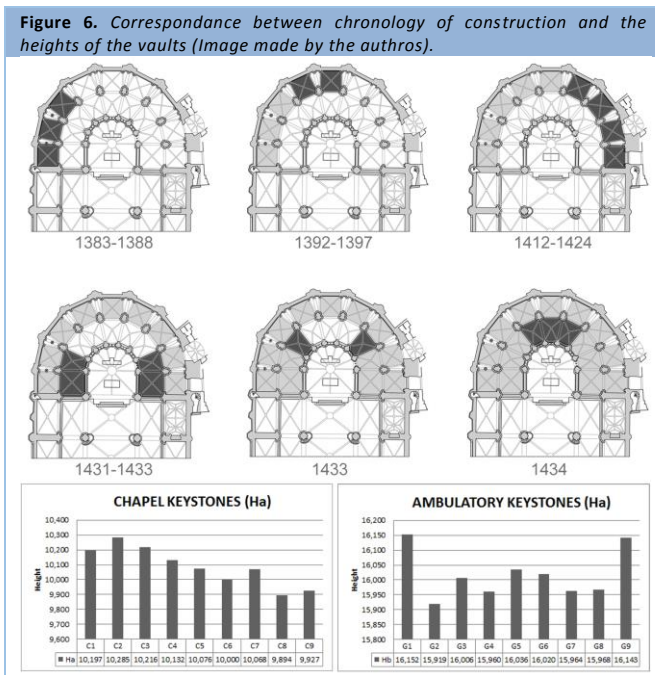 Figure 6. Correspondance between chronology of construction and the
heights of the vaults (Image made by the authros).
1383-1388 1392-1397 1412-1424
1431-1433 1433 1434
CHAPEL KEYSTONES (Ha)
Height
10,400
10,300
10,200
10,100
10,000
9,900
9,800
9,700
9,600
C1 C2 C3 C4 C5 C6 C7 C8 C9
Ha 10,197 10,285 10,216 10,132 10,076 10,000 10,068 9,894 9,927
AMBULATORY KEYSTONES (Ha)
Height
16,200
16,150
16,100
16,050
16,000
15,950
15,900
15,850
15,800
G1 G2 G3 G4 G5 G6 G7 G8 G9
Hb 16,152 15,919 16,006 15,960 16,036 16,020 15,964 15,968 16,143